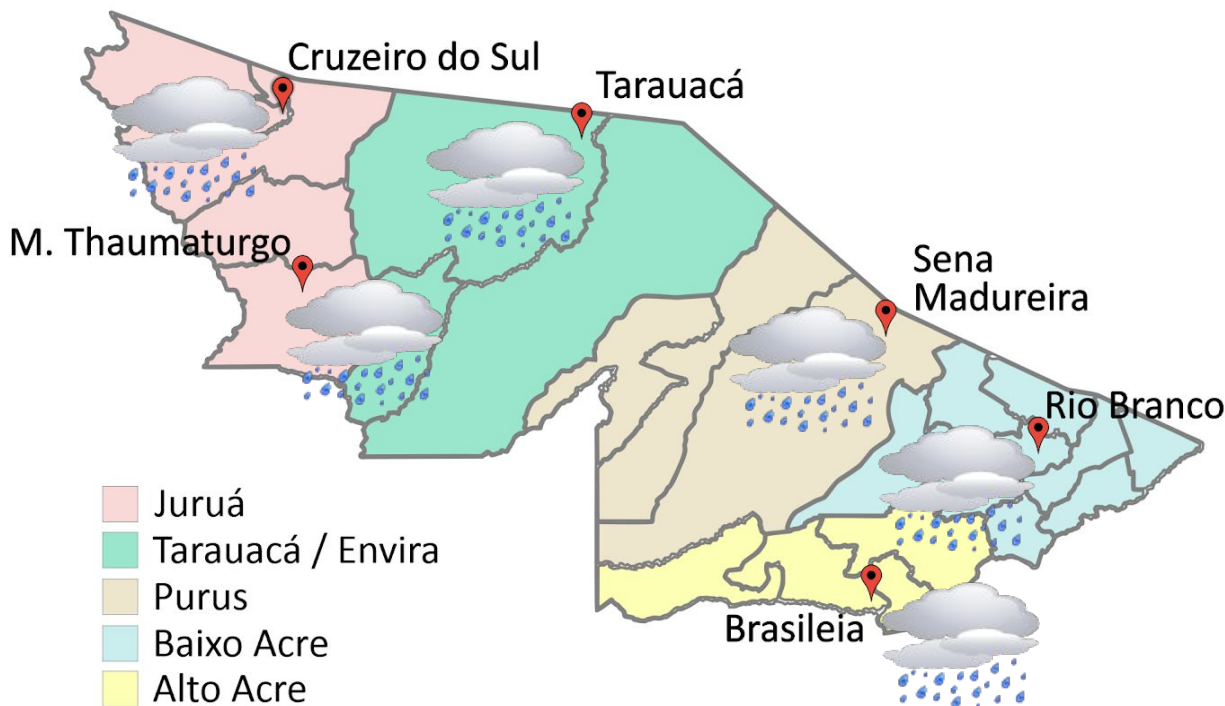 Cruzeiro do Sul
Tarauacá
M. Thaumaturgo
Sena
Madureira
Rio Branco
Brasileia
Juruá
Tarauacá / Envira
Purus
Baixo Acre
Alto Acre